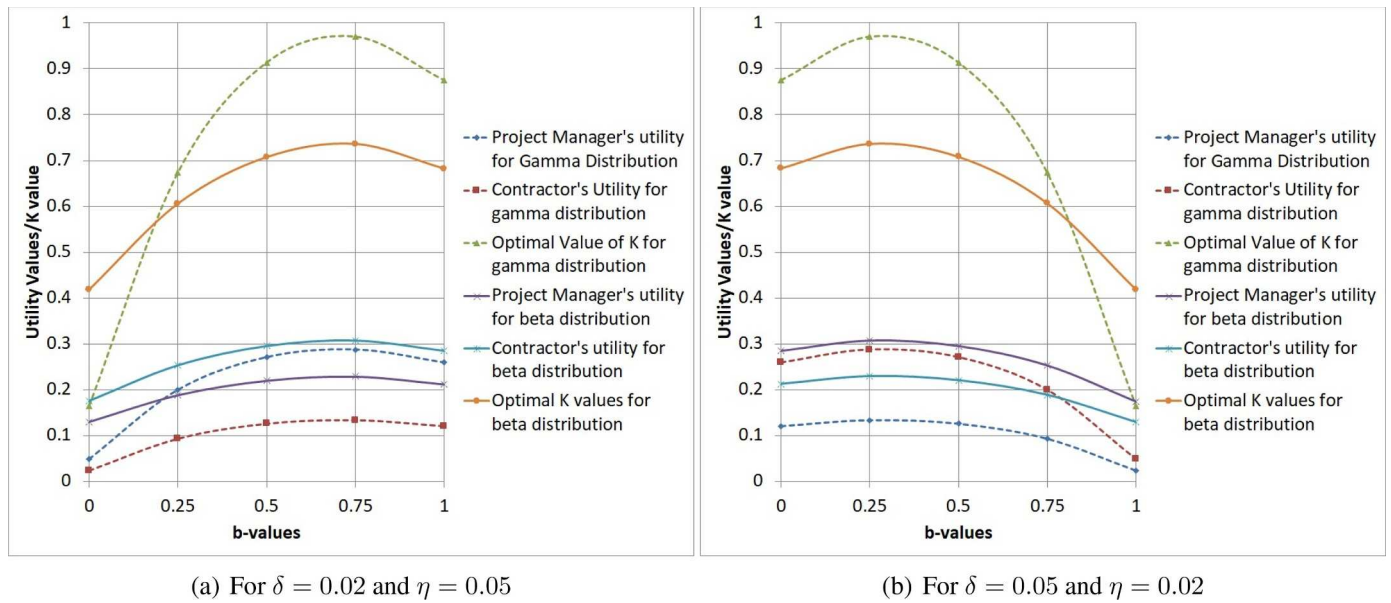 Utility Values/K value
1
0.9
0.8
0.7
0.6
0.5
0.4
0.3
0.2
0.1
0
0 0.25 0.5 0.75 1
b-values
Project Manager's utility
for Gamma Distribution
Contractor's Utility for
gamma distribution
Optimal Value of K for
gamma distribution
Project Manager's utility
for beta distribution
Contractor's utility for
beta distribution
Optimal K values for
beta distribution
(a) For δ = 0.02 and η = 0.05
Utility Values/K value
1
0.9
0.8
0.7
0.6
0.5
0.4
0.3
0.2
0.1
0
0 0.25 0.5 0.75 1
b-values
Project Manager's utility
for Gamma Distribution
Contractor's Utility for
gamma distribution
Optimal Value of K for
gamma distribution
Project Manager's utility
for beta distribution
Contractor's utility for
beta distribution
Optimal K values for
beta distribution
(b) For δ = 0.05 and η = 0.02